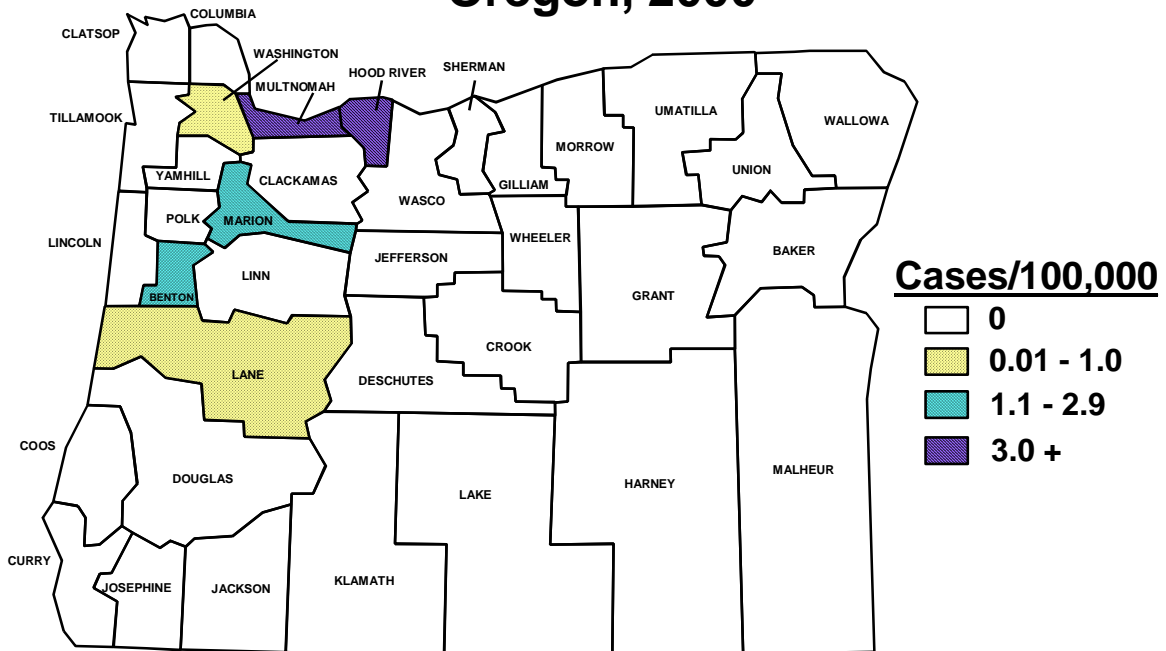 COLUMBIA
CLATSOP
WASHINGTON
MULTNOMAH
HOOD RIVER
SHERMAN
TILLAMOOK
UMATILLA
WALLOWA
MORROW
UNION
YAMHILL
CLACKAMAS
GILLIAM
WASCO
POLK
MARION
LINCOLN
WHEELER
JEFFERSON
BAKER
LINN
BENTON
GRANT
CROOK
LANE
DESCHUTES
COOS
DOUGLAS
LAKE
HARNEY
MALHEUR
CURRY
JOSEPHINE
JACKSON
KLAMATH
Cases/100,000
0
0.01 - 1.0
1.1 - 2.9
3.0 +